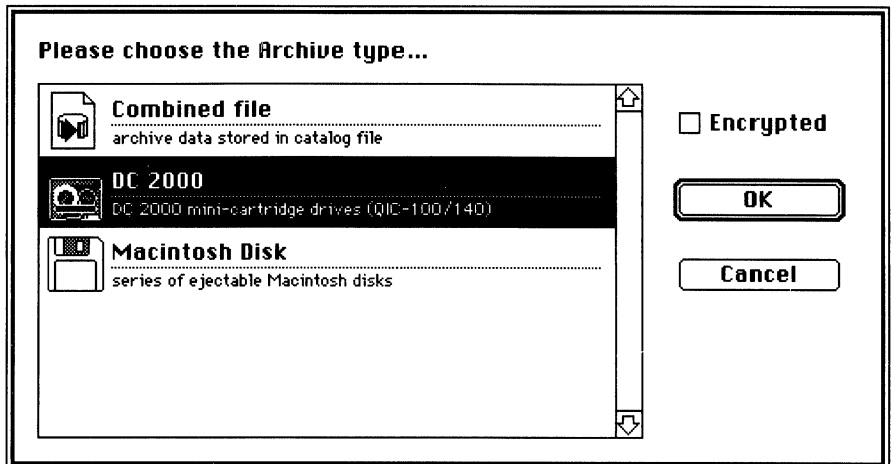 Please choose the Archive type...
Combined file
archive data stored in catalog file
Encrypted
DC 2000
DC 2000 mini-cartridge drives (QIC-100/140)
OK
Macintosh Disk
series of ejectable Macintosh disks
Cancel